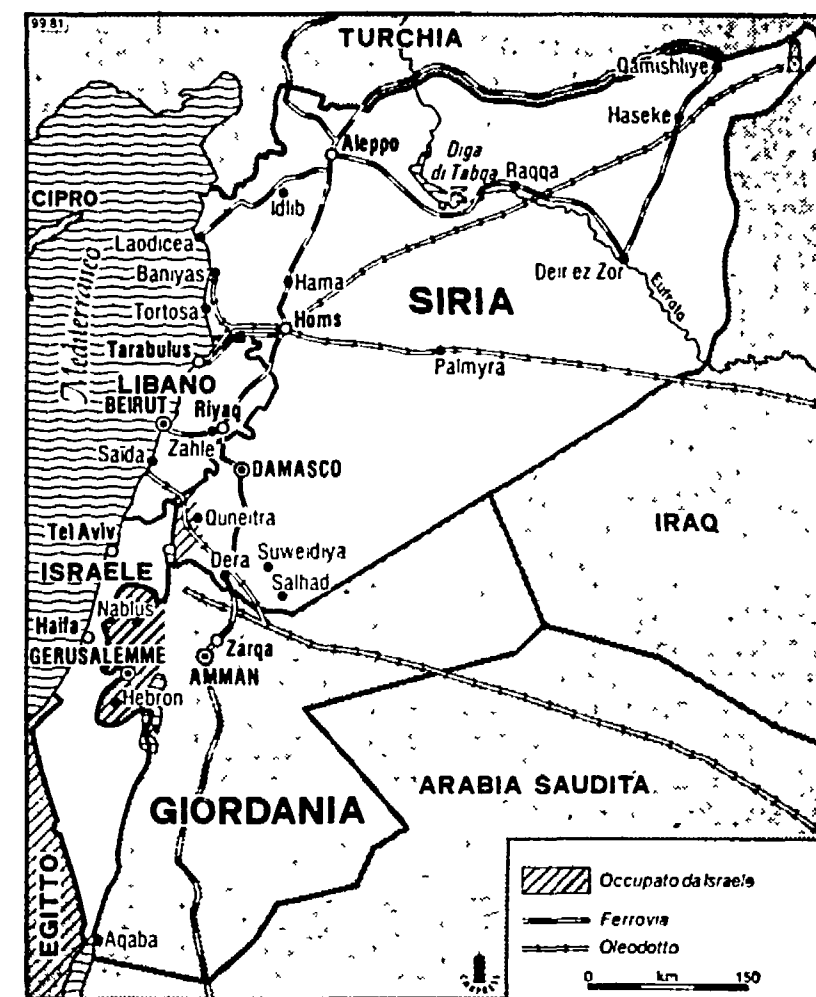 99 81
TURCHIA
Qamishliye
Haseke
Aleppo
Diga
di Tabqa
Raqqa
CIPRO
Idlib
Laodicea
Baniyas
Hama
SIRIA
Deir ez Zor
Eufrate
Mediterraneo
Tortosa
Homs
Tarabulus
Palmyra
LIBANO
BEIRUT
Riyaq
Zahle
Saida
DAMASCO
Quneitra
Tel Aviv
IRAQ
Suweidiya
ISRAELE
Dera
Salhad
Nablus
Haifa
Zarqa
GERUSALEMME
AMMAN
Hebron
ARABIA SAUDITA
GIORDANIA
EGITTO
Aqaba
Occupato da Israele
Ferrovia
Oleodotto
0 km 150